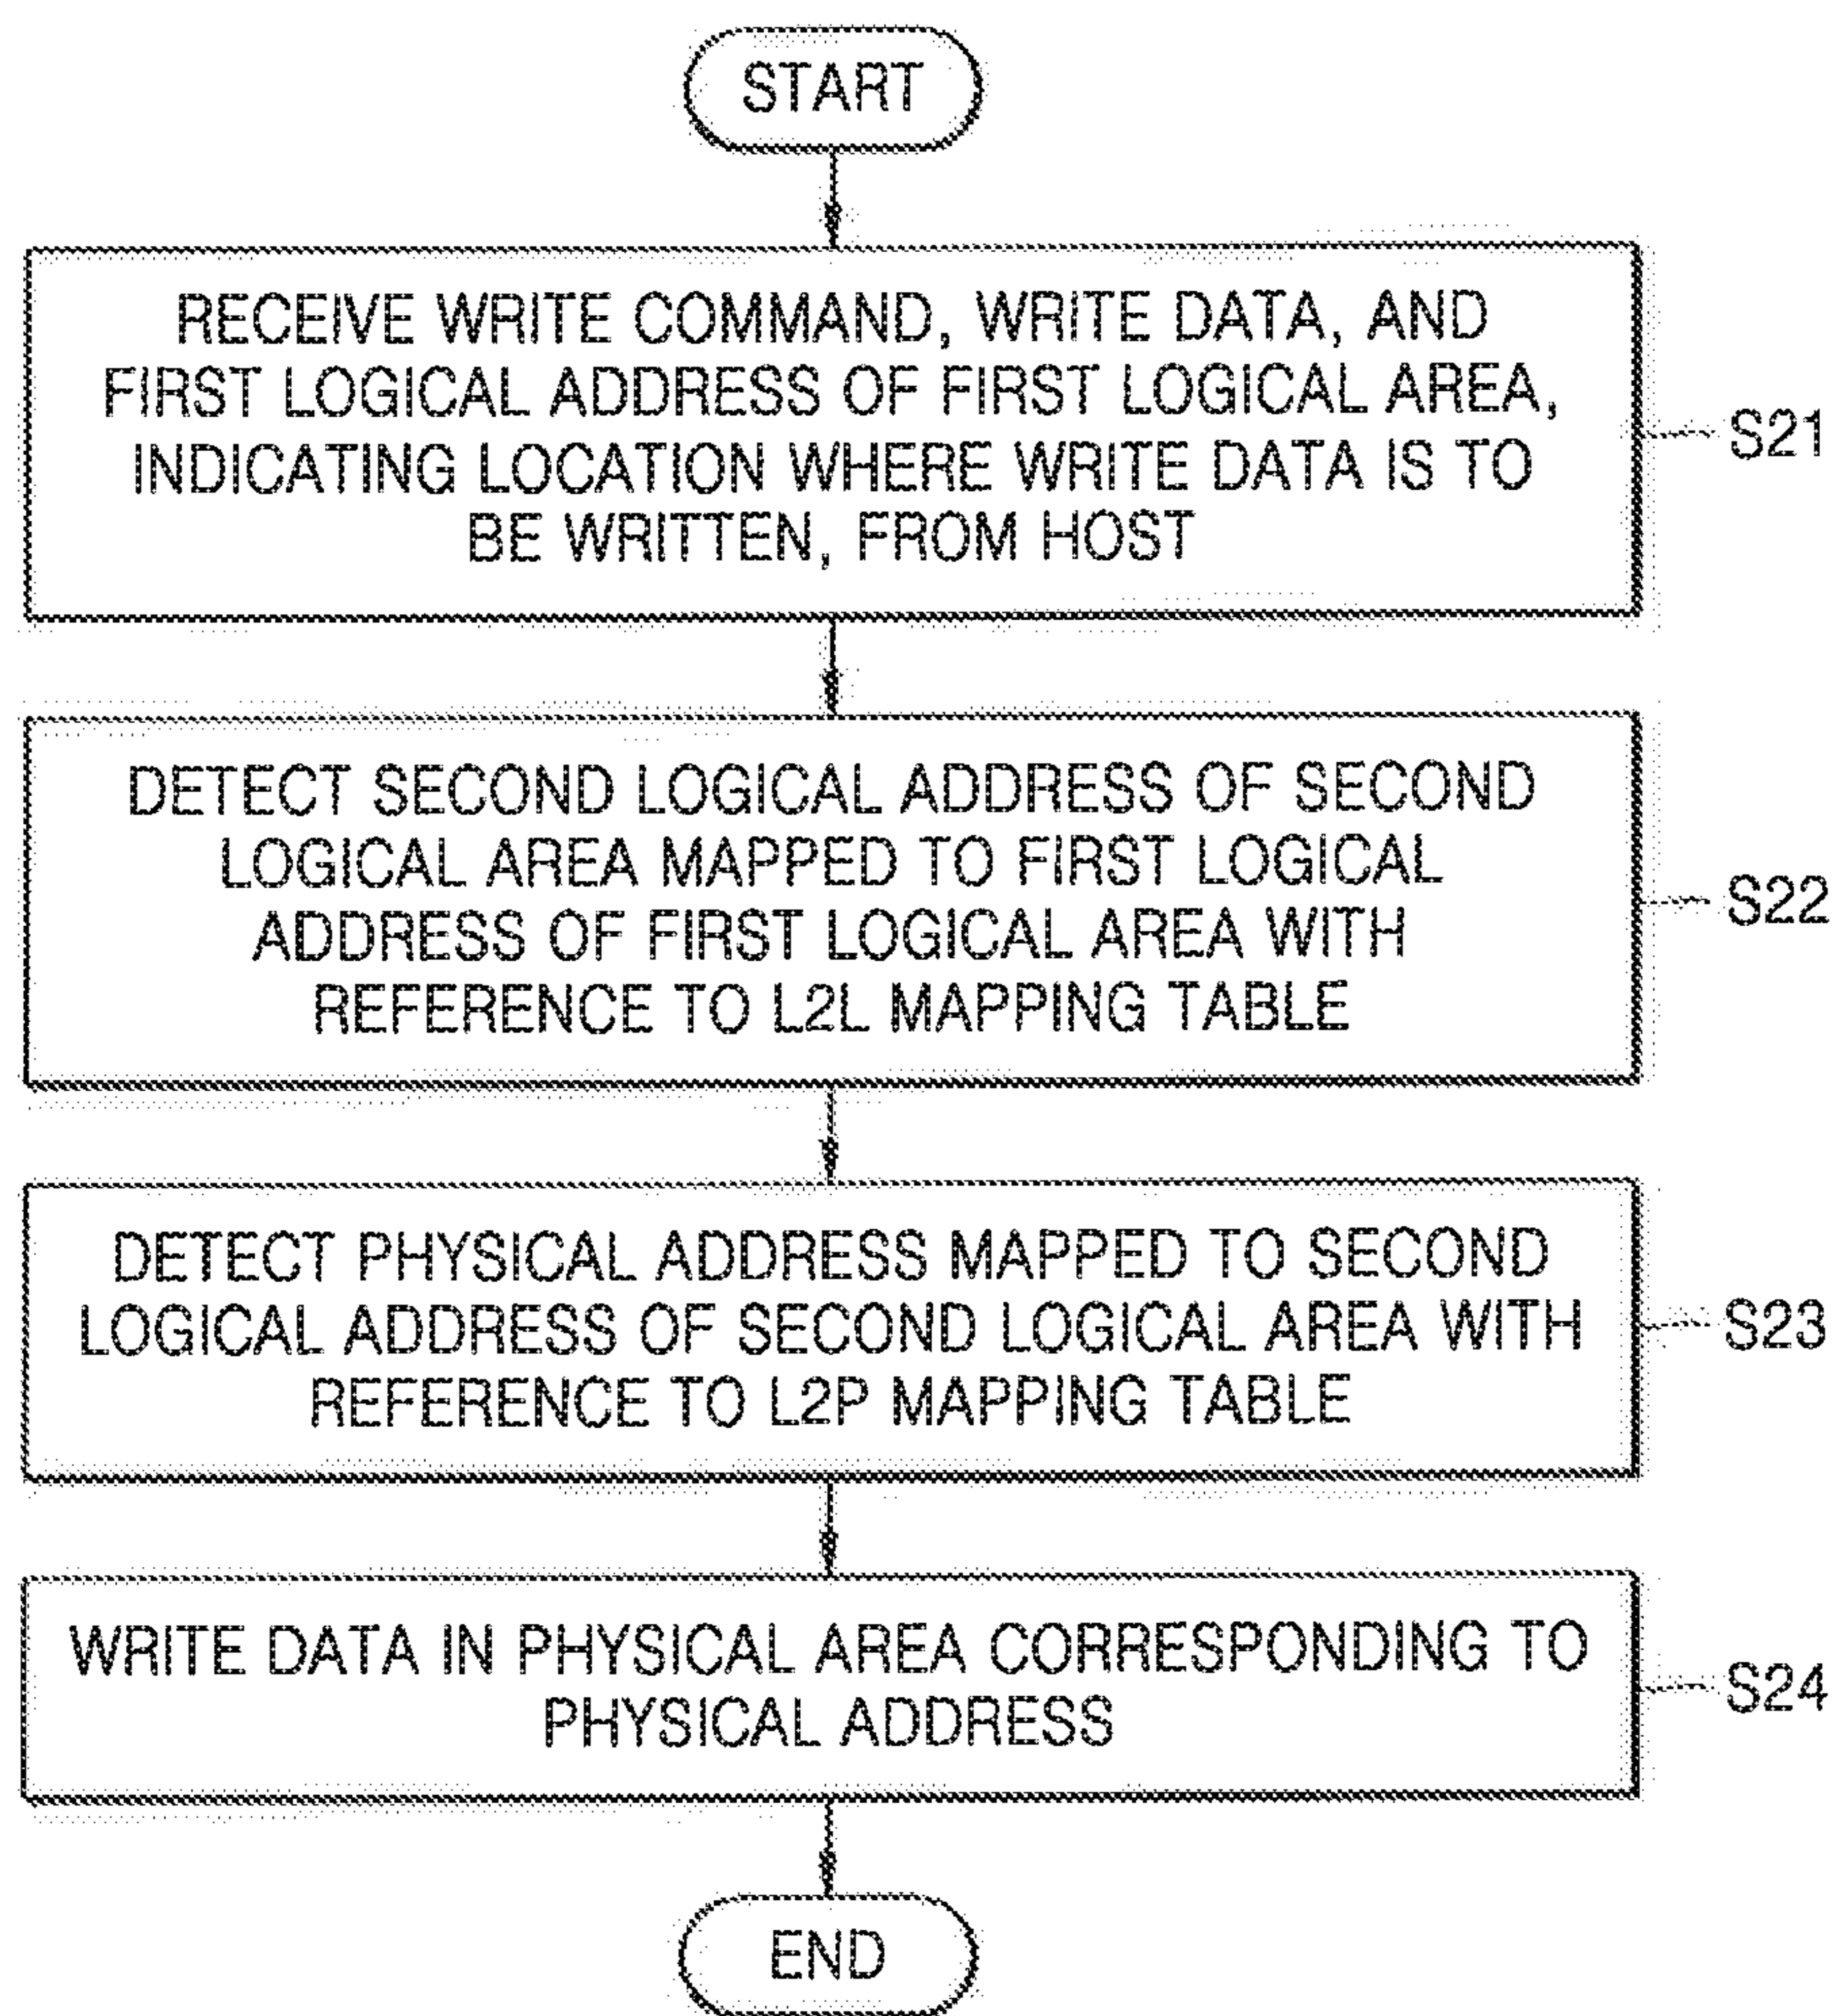 START
RECEIVE WRITE COMMAND, WRITE DATA, AND
FIRST LOGICAL ADDRESS OF FIRST LOGICAL AREA,
INDICATING LOCATION WHERE WRITE DATA IS TO
BE WRITTEN, FROM HOST
S21
DETECT SECOND LOGICAL ADDRESS OF SECOND
LOGICAL AREA MAPPED TO FIRST LOGICAL
ADDRESS OF FIRST LOGICAL AREA WITH
REFERENCE TO L2L MAPPING TABLE
S22
DETECT PHYSICAL ADDRESS MAPPED TO SECOND
LOGICAL ADDRESS OF SECOND LOGICAL AREA WITH
REFERENCE TO L2P MAPPING TABLE
S23
WRITE DATA IN PHYSICAL AREA CORRESPONDING TO
PHYSICAL ADDRESS
S24
END